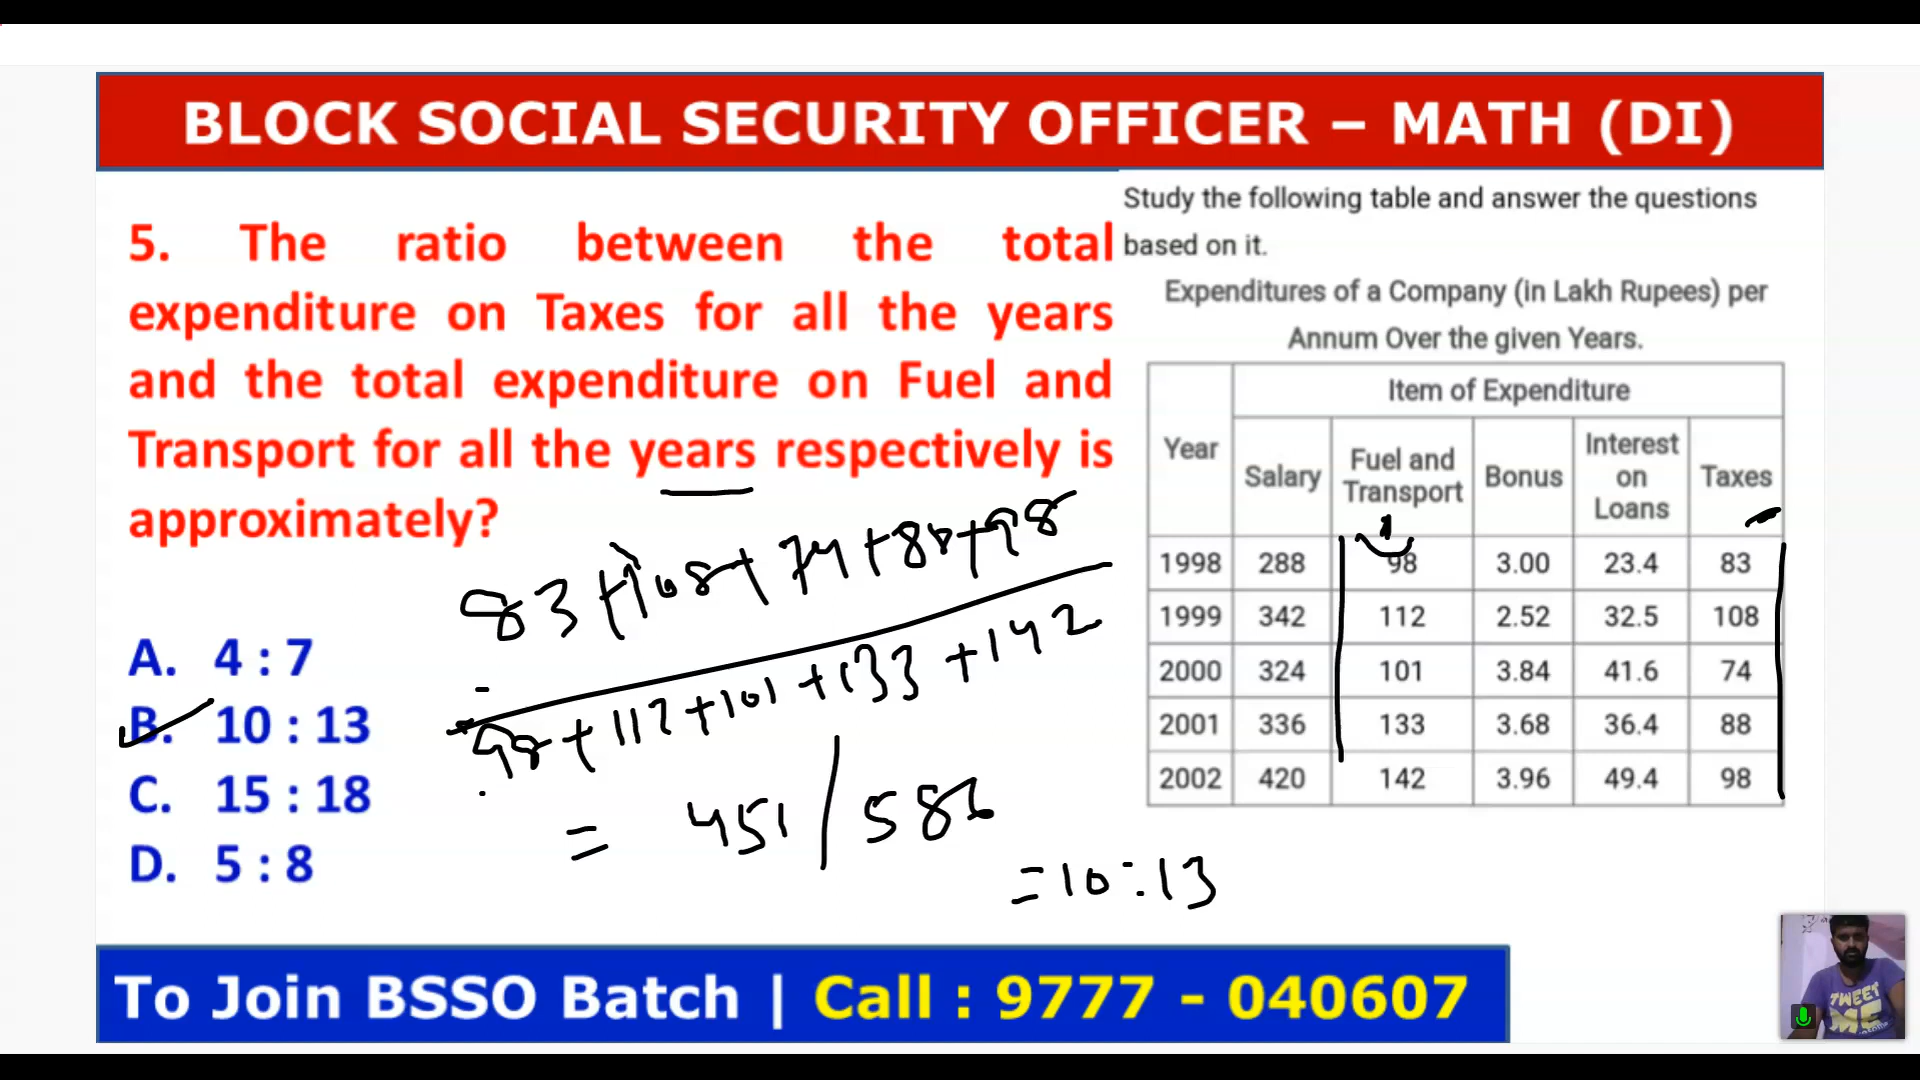 BLOCK SOCIAL SECURITY OFFICER – MATH (DI)
5. The ratio between the total
expenditure on Taxes for all the years
and the total expenditure on Fuel and
Transport for all the years respectively is
approximately?
A. 4 : 7
B. 10 : 13
C. 15 : 18
D. 5 : 8
83 + 108 + 74 + 88 + 98
98 + 112 + 101 + 133 + 142
= 451 / 586
= 10 : 13
Study the following table and answer the questions
based on it.
Expenditures of a Company (in Lakh Rupees) per
Annum Over the given Years.
Year Item of Expenditure
Salary Fuel and Transport Bonus Interest on Loans Taxes
1998 288 98 3.00 23.4 83
1999 342 112 2.52 32.5 108
2000 324 101 3.84 41.6 74
2001 336 133 3.68 36.4 88
2002 420 142 3.96 49.4 98
To Join BSSO Batch | Call : 9777 - 040607
TWEET
ME